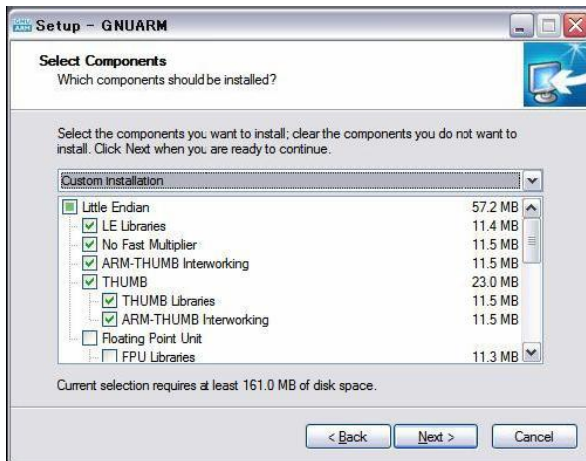 Setup - GNUARM
Select Components
Which components should be installed?
Select the components you want to install; clear the components you do not want to
install. Click Next when you are ready to continue.
Custom installation
Little Endian 57.2 MB
LE Libraries 11.4 MB
No Fast Multiplier 11.5 MB
ARM-THUMB Interworking 11.5 MB
THUMB 23.0 MB
THUMB Libraries 11.5 MB
ARM-THUMB Interworking 11.5 MB
Floating Point Unit
FPU Libraries 11.3 MB
Current selection requires at least 161.0 MB of disk space.
< Back Next > Cancel